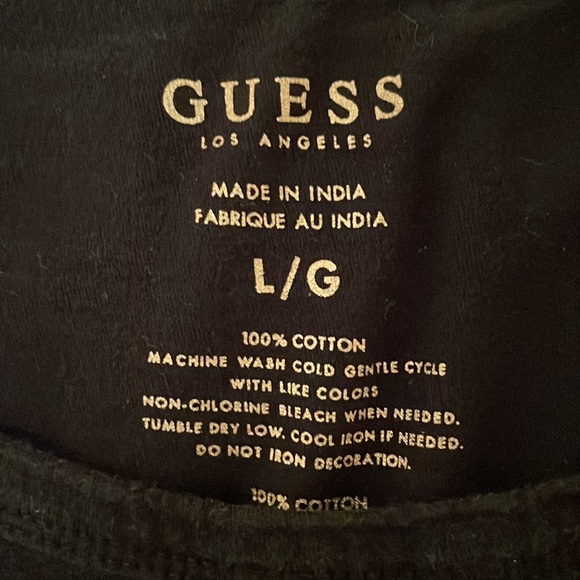 GUESS
LOS ANGELES
MADE IN INDIA
FABRIQUE AU INDIA
L/G
100% COTTON
MACHINE WASH COLD GENTLE CYCLE
WITH LIKE COLORS
NON-CHLORINE BLEACH WHEN NEEDED.
TUMBLE DRY LOW. COOL IRON IF NEEDED.
DO NOT IRON DECORATION.
100% COTTON